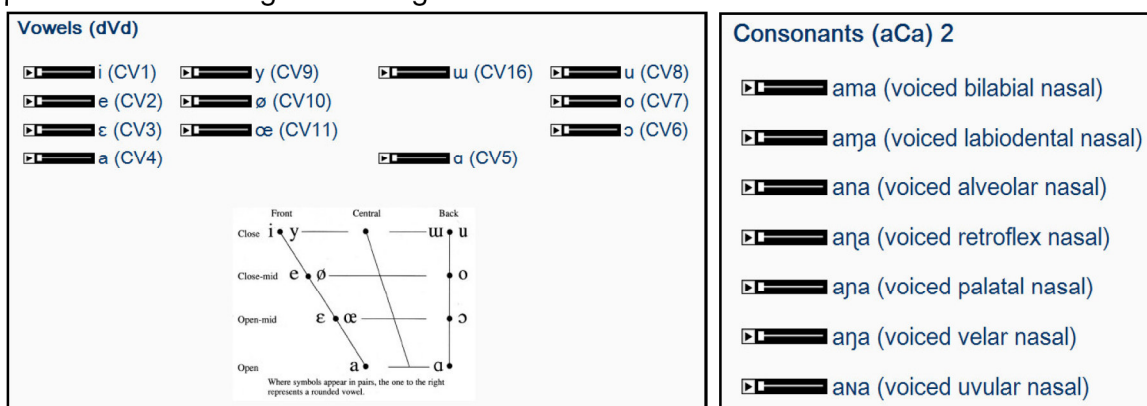 Vowels (dVd)
i (CV1) y (CV9) ɯ (CV16) u (CV8)
e (CV2) ø (CV10) o (CV7)
ɛ (CV3) œ (CV11) ɔ (CV6)
a (CV4) ɑ (CV5)
Front Central Back
Close i y ɯ u
Close-mid e ø o
Open-mid ɛ œ ɔ
Open a ɑ
Where symbols appear in pairs, the one to the right
represents a rounded vowel.
Consonants (aCa) 2
ama (voiced bilabial nasal)
aɱa (voiced labiodental nasal)
ana (voiced alveolar nasal)
aɳa (voiced retroflex nasal)
aɲa (voiced palatal nasal)
aŋa (voiced velar nasal)
aɴa (voiced uvular nasal)